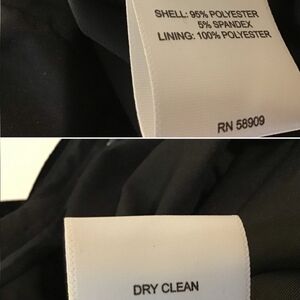 SHELL: 95% POLYESTER
5% SPANDEX
LINING: 100% POLYESTER
RN 58909
DRY CLEAN